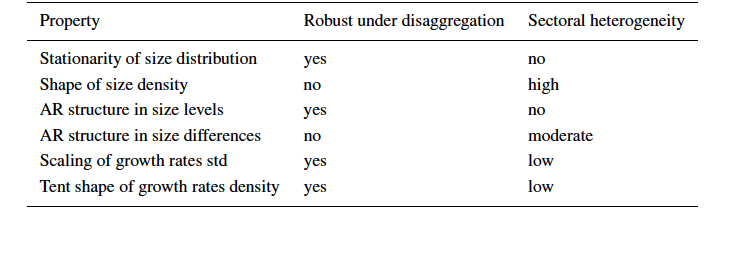 Property Robust under disaggregation Sectoral heterogeneity
Stationarity of size distribution yes no
Shape of size density no high
AR structure in size levels yes no
AR structure in size differences no moderate
Scaling of growth rates std yes low
Tent shape of growth rates density yes low